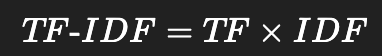 TF-IDF = TF × IDF